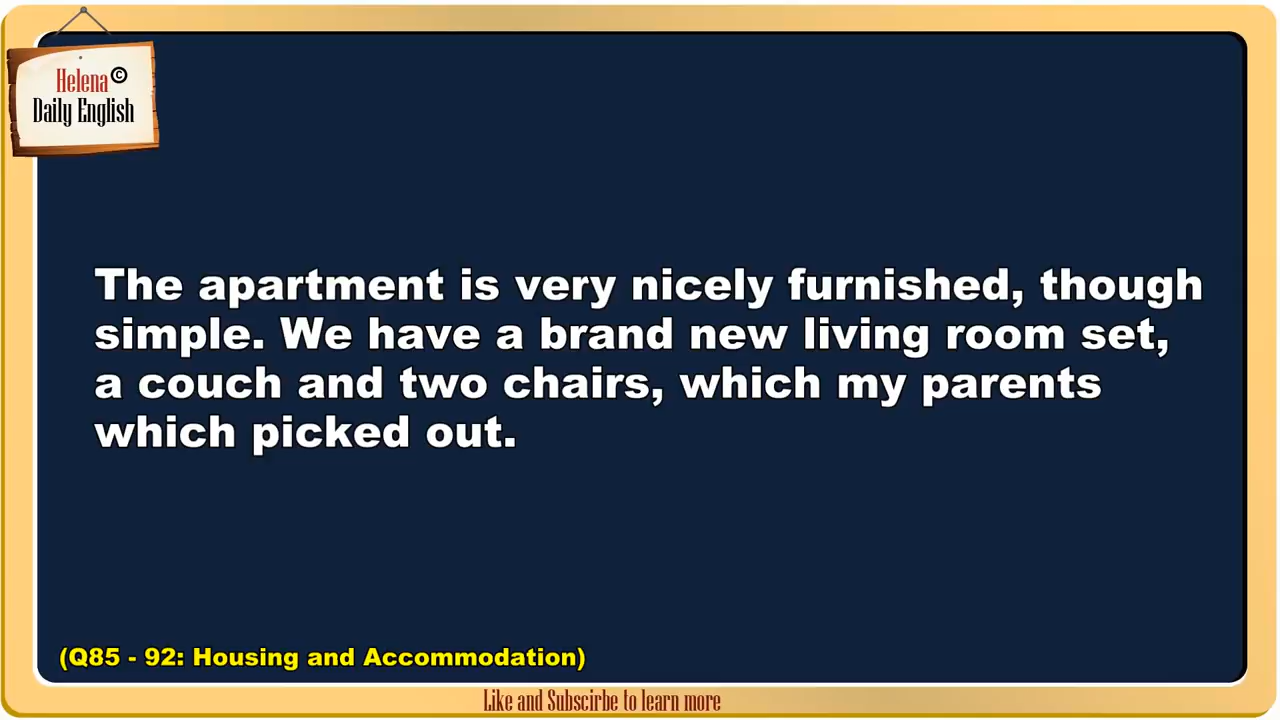 Helena©
Daily English
The apartment is very nicely furnished, though
simple. We have a brand new living room set,
a couch and two chairs, which my parents
which picked out.
(Q85 - 92: Housing and Accommodation)
Like and Subscirbe to learn more